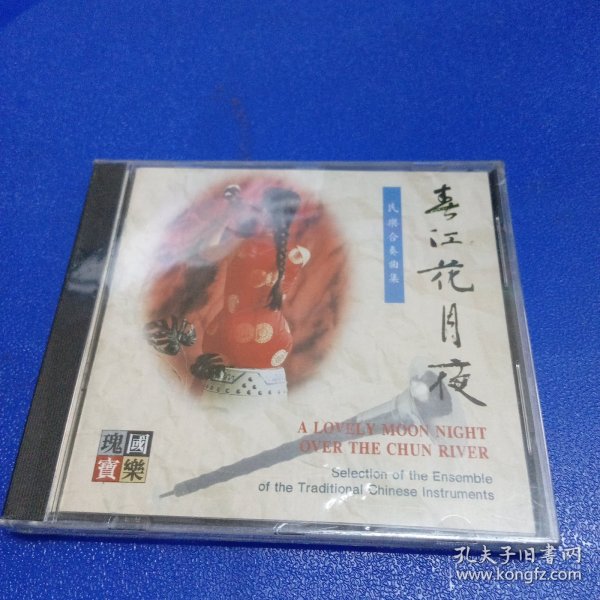 春江花月夜
民樂合奏曲集
A LOVELY MOON NIGHT
OVER THE CHUN RIVER
Selection of the Ensemble
of the Traditional Chinese Instruments
瑰國
寶樂
孔夫子旧书网
www.kongfz.com